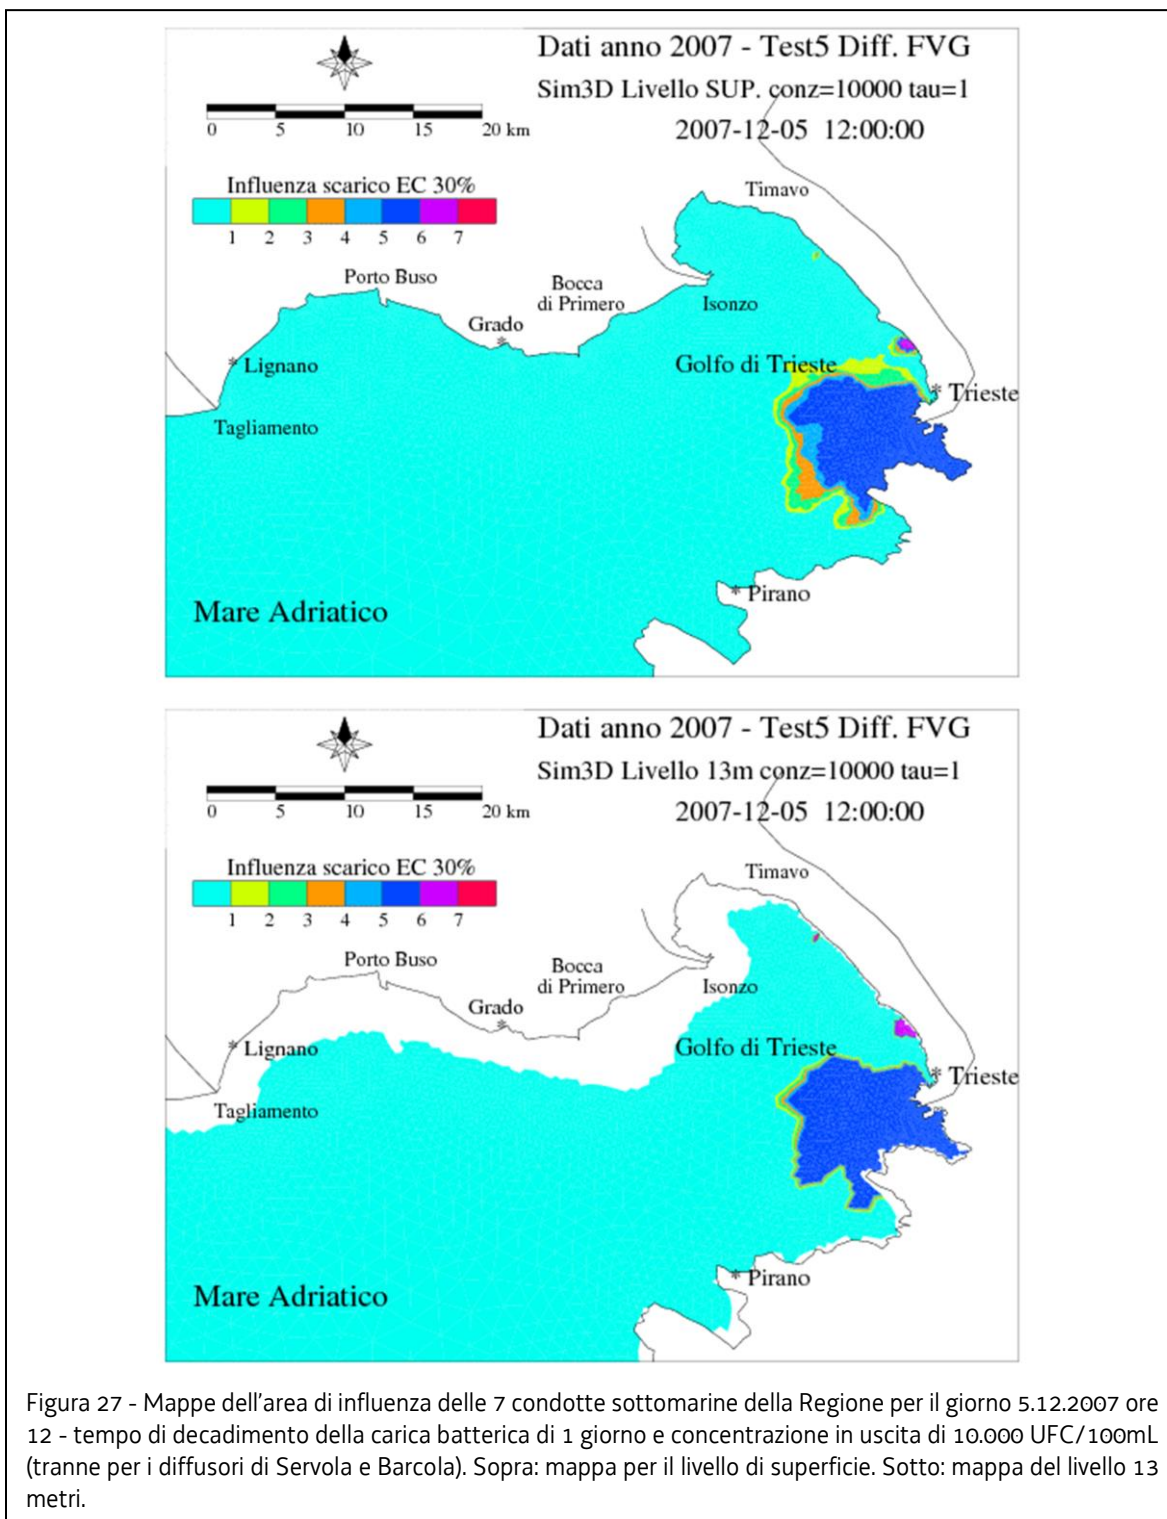 Dati anno 2007 - Test5 Diff. FVG
Sim3D Livello SUP. conz=10000 tau=1
2007-12-05 12:00:00
0 5 10 15 20 km
Influenza scarico EC 30%
1 2 3 4 5 6 7
Timavo
Porto Buso
Bocca
di Primero
Isonzo
Grado
* Lignano
Golfo di Trieste
* Trieste
Tagliamento
* Pirano
Mare Adriatico
Dati anno 2007 - Test5 Diff. FVG
Sim3D Livello 13m conz=10000 tau=1
2007-12-05 12:00:00
0 5 10 15 20 km
Influenza scarico EC 30%
1 2 3 4 5 6 7
Timavo
Porto Buso
Bocca
di Primero
Isonzo
Grado
* Lignano
Golfo di Trieste
* Trieste
Tagliamento
* Pirano
Mare Adriatico
Figura 27 - Mappe dell'area di influenza delle 7 condotte sottomarine della Regione per il giorno 5.12.2007 ore
12 - tempo di decadimento della carica batterica di 1 giorno e concentrazione in uscita di 10.000 UFC/100mL
(tranne per i diffusori di Servola e Barcola). Sopra: mappa per il livello di superficie. Sotto: mappa del livello 13
metri.